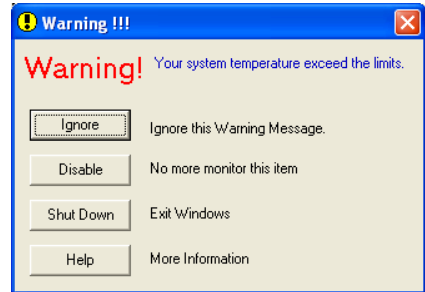 Warning !!!
Warning! Your system temperature exceed the limits.
Ignore Ignore this Warning Message.
Disable No more monitor this item
Shut Down Exit Windows
Help More Information